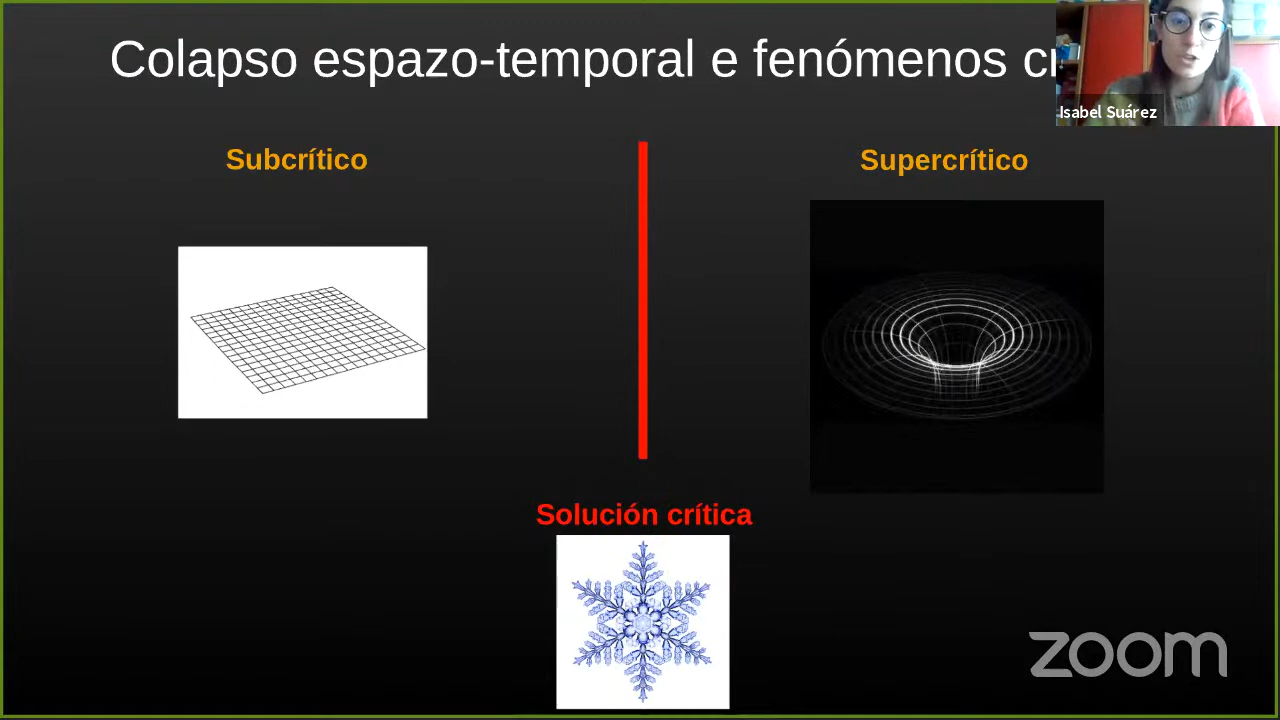 Colapso espazo-temporal e fenómenos
Isabel Suárez
Subcrítico
Supercrítico
Solución crítica
zoom